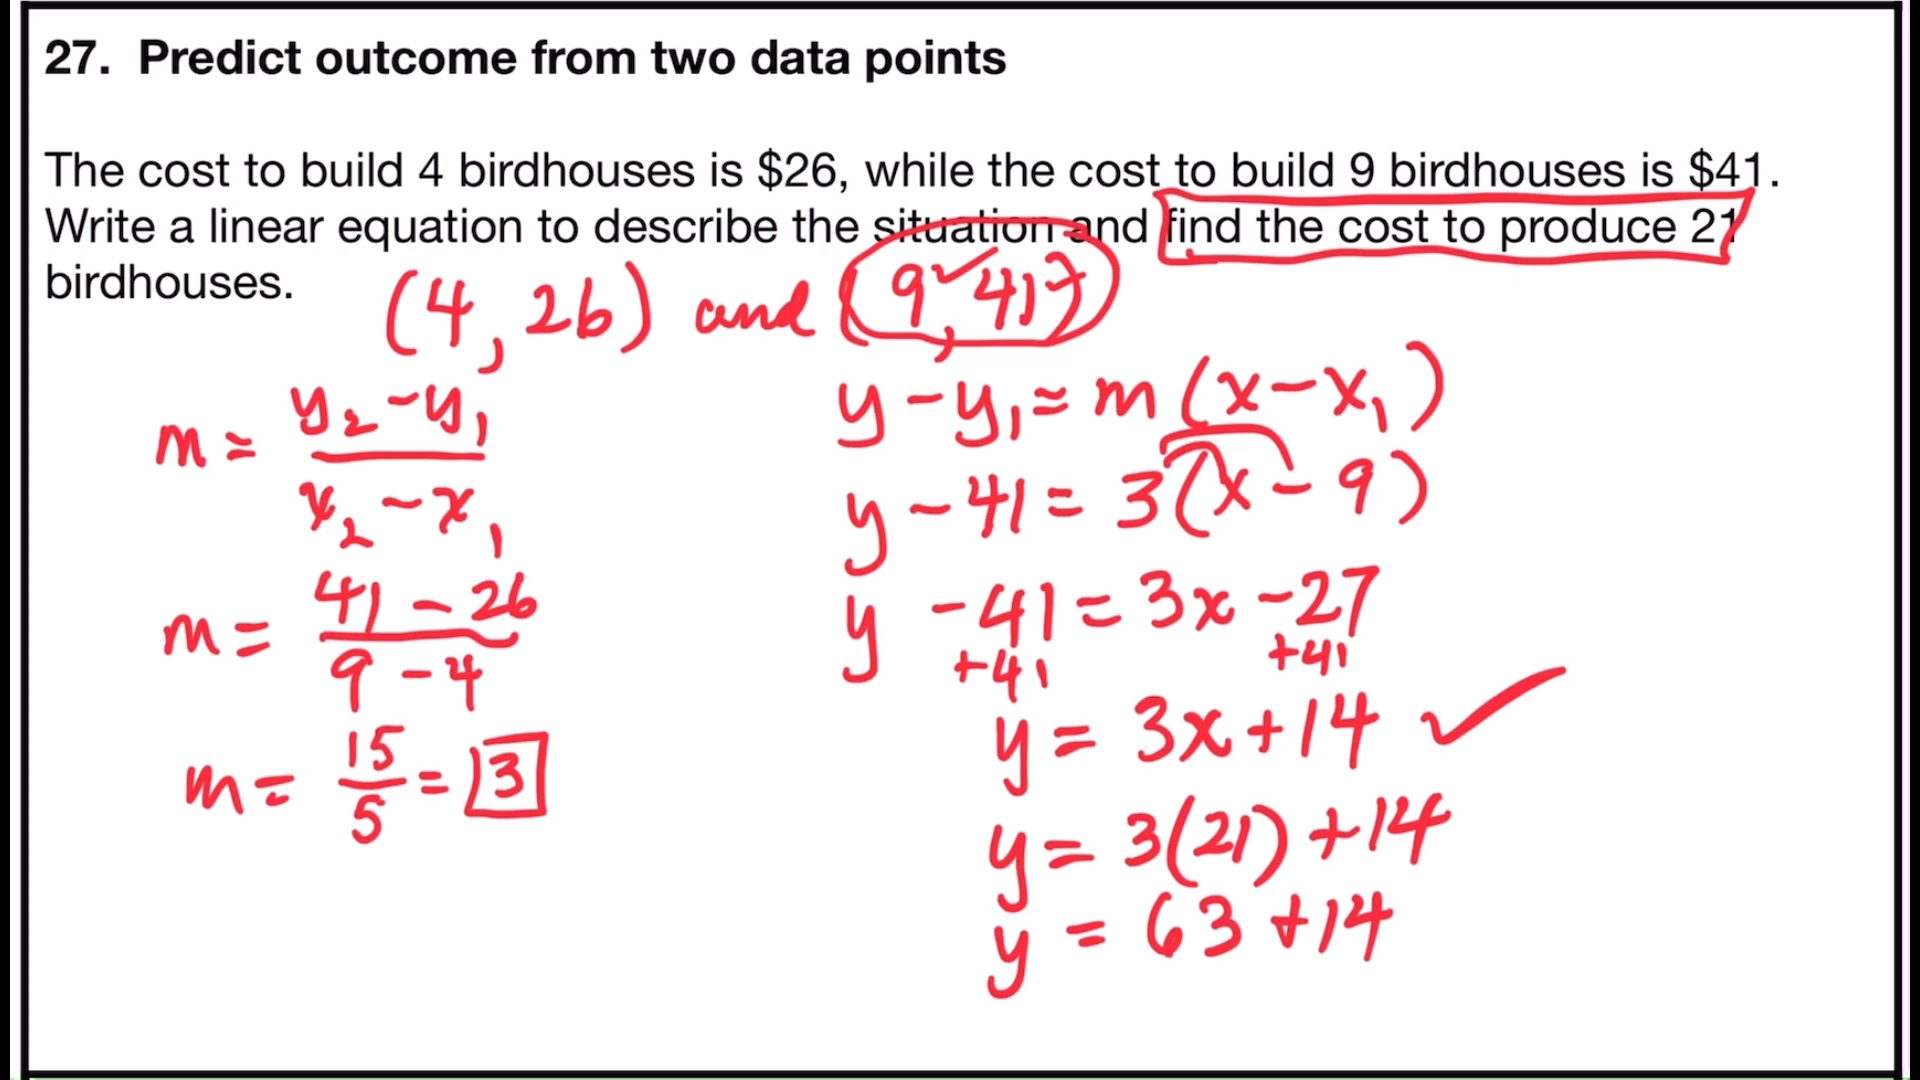 27. Predict outcome from two data points
The cost to build 4 birdhouses is $26, while the cost to build 9 birdhouses is $41.
Write a linear equation to describe the situation and find the cost to produce 21
birdhouses.
(4, 26) and (9, 41)
m = y₂ - y₁ / x₂ - x₁
m = 41 - 26 / 9 - 4
m = 15 / 5 = 3
y - y₁ = m(x - x₁)
y - 41 = 3(x - 9)
y - 41 = 3x - 27
+41 +41
y = 3x + 14 ✓
y = 3(21) + 14
y = 63 + 14